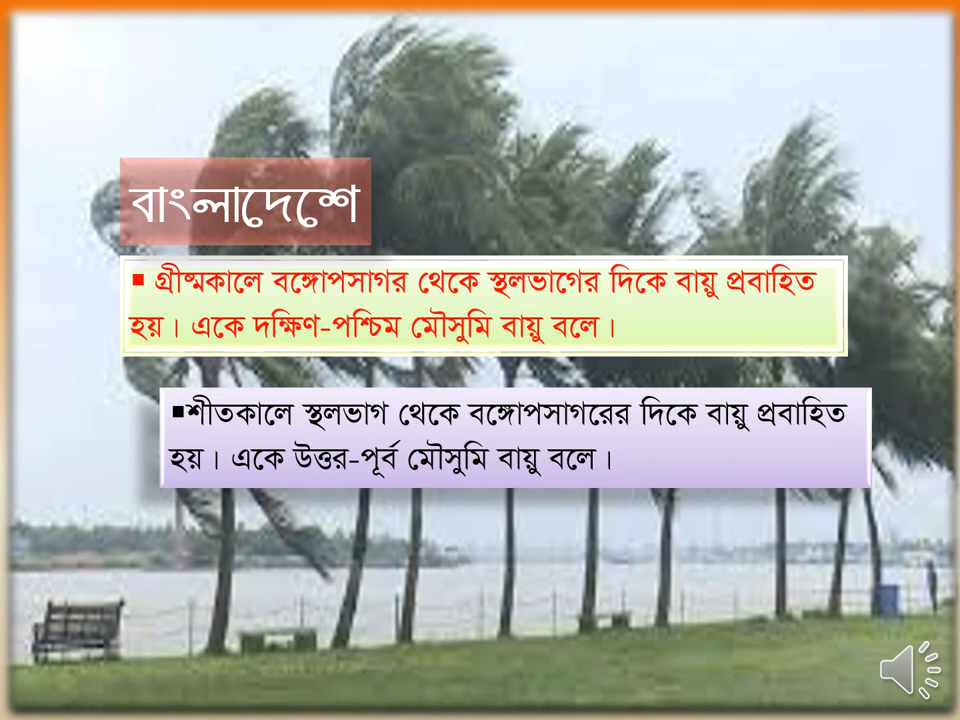 বাংলাদেশে
▪ গ্রীষ্মকালে বঙ্গোপসাগর থেকে স্থলভাগের দিকে বায়ু প্রবাহিত
হয়। একে দক্ষিণ-পশ্চিম মৌসুমি বায়ু বলে।
▪শীতকালে স্থলভাগ থেকে বঙ্গোপসাগরের দিকে বায়ু প্রবাহিত
হয়। একে উত্তর-পূর্ব মৌসুমি বায়ু বলে।